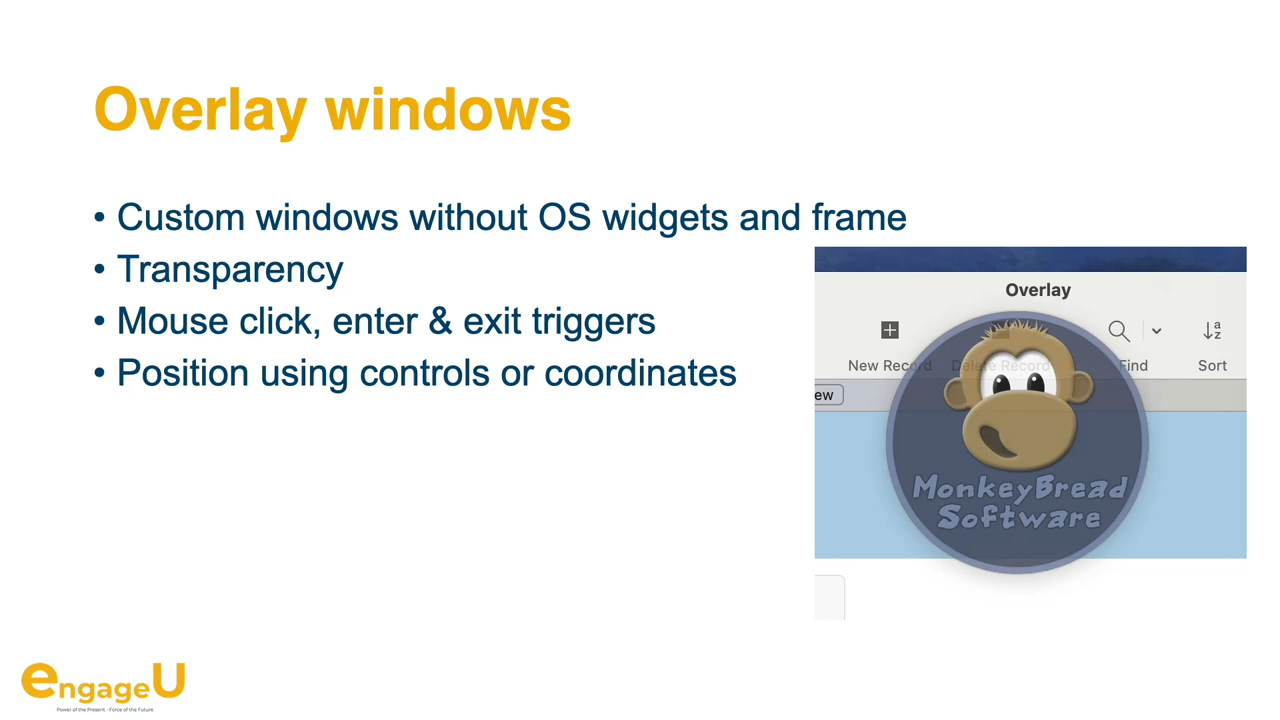 Overlay windows
• Custom windows without OS widgets and frame
• Transparency
• Mouse click, enter & exit triggers
• Position using controls or coordinates
Overlay
New Record Delete Record Find Sort
ew
MonkeyBread
Software
engageU
Power of the Present - Force of the Future